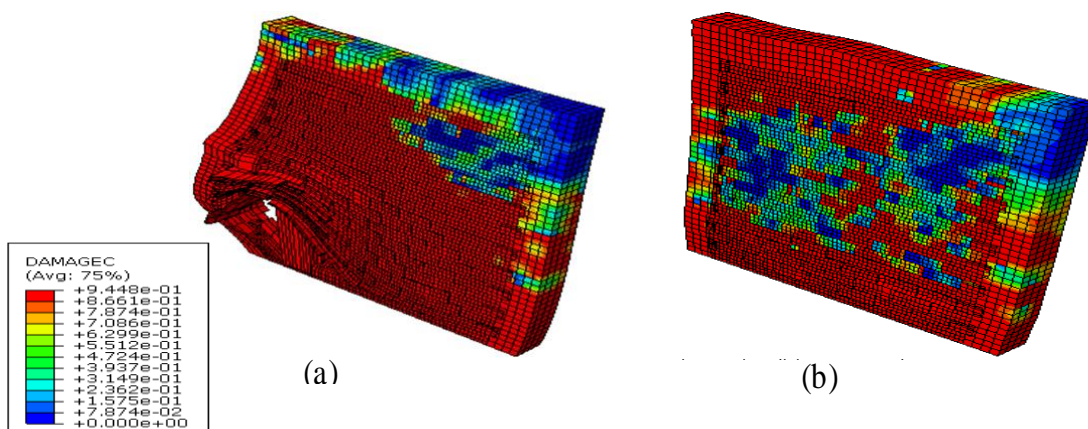 DAMAGEC
(Avg: 75%)
+9.448e-01
+8.661e-01
+7.874e-01
+7.086e-01
+6.299e-01
+5.512e-01
+4.724e-01
+3.937e-01
+3.149e-01
+2.362e-01
+1.575e-01
+7.874e-02
+0.000e+00
(a)
(b)